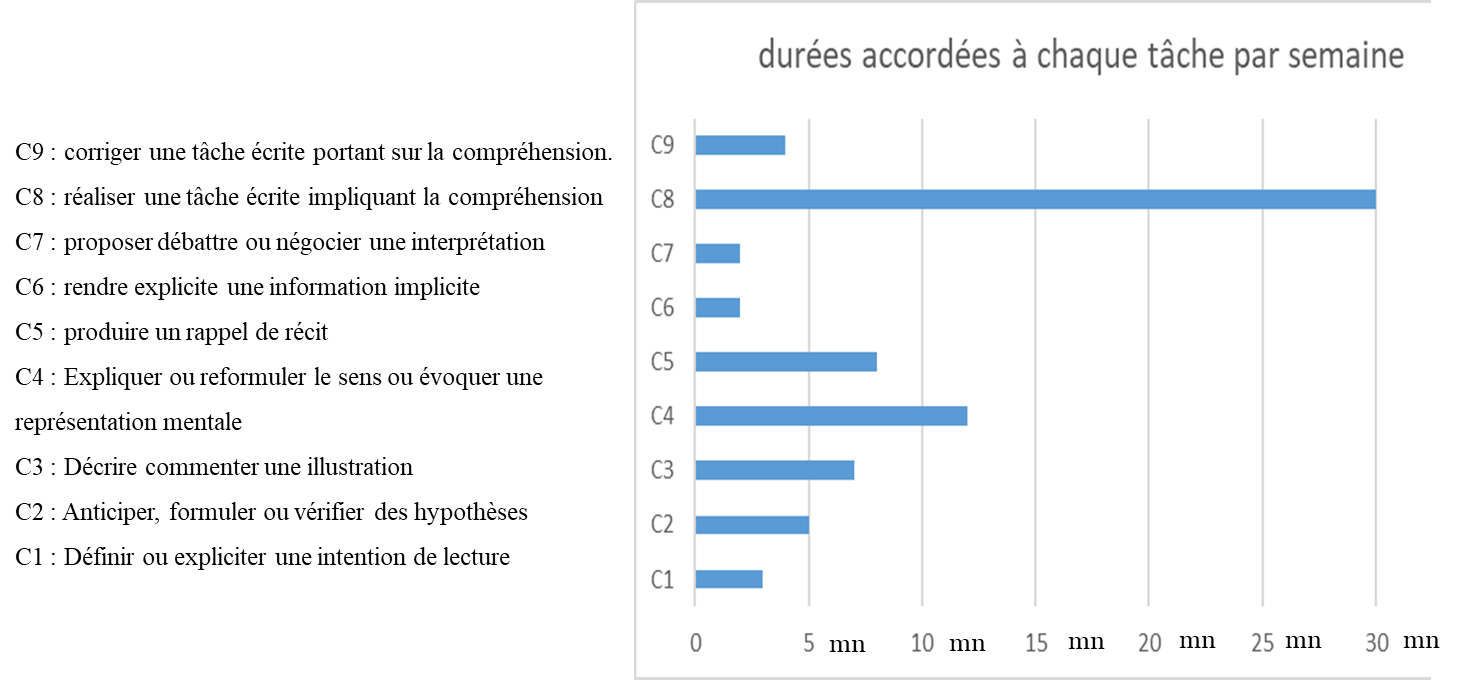 C9 : corriger une tâche écrite portant sur la compréhension.
C8 : réaliser une tâche écrite impliquant la compréhension
C7 : proposer débattre ou négocier une interprétation
C6 : rendre explicite une information implicite
C5 : produire un rappel de récit
C4 : Expliquer ou reformuler le sens ou évoquer une
représentation mentale
C3 : Décrire commenter une illustration
C2 : Anticiper, formuler ou vérifier des hypothèses
C1 : Définir ou expliciter une intention de lecture
durées accordées à chaque tâche par semaine
C9
C8
C7
C6
C5
C4
C3
C2
C1
0 5 mn 10 mn 15 mn 20 mn 25 mn 30 mn